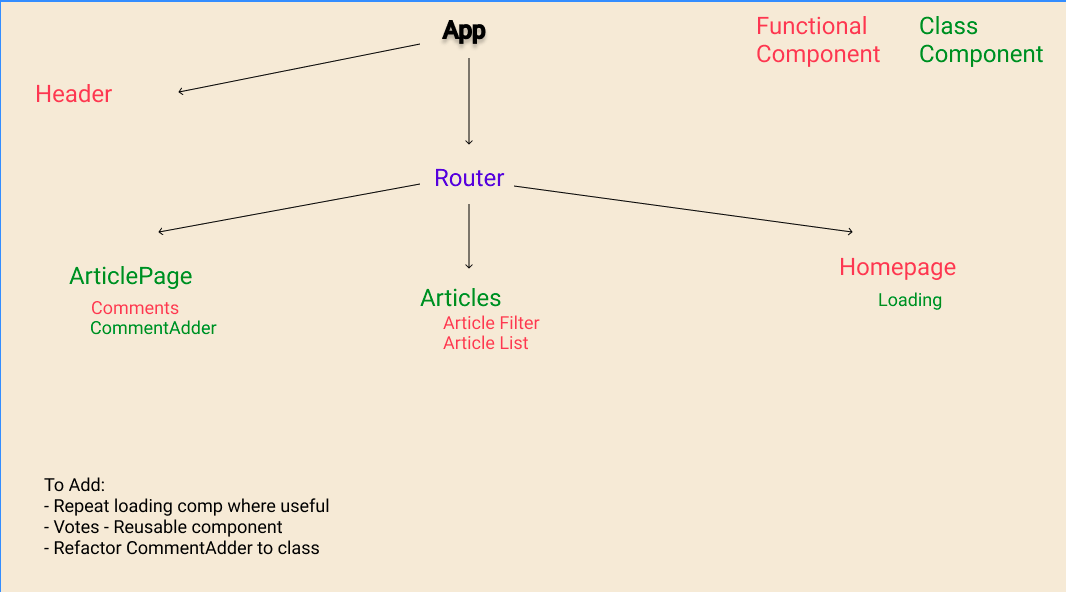 App
Functional
Component
Class
Component
Header
Router
ArticlePage
Comments
CommentAdder
Articles
Article Filter
Article List
Homepage
Loading
To Add:
- Repeat loading comp where useful
- Votes - Reusable component
- Refactor CommentAdder to class